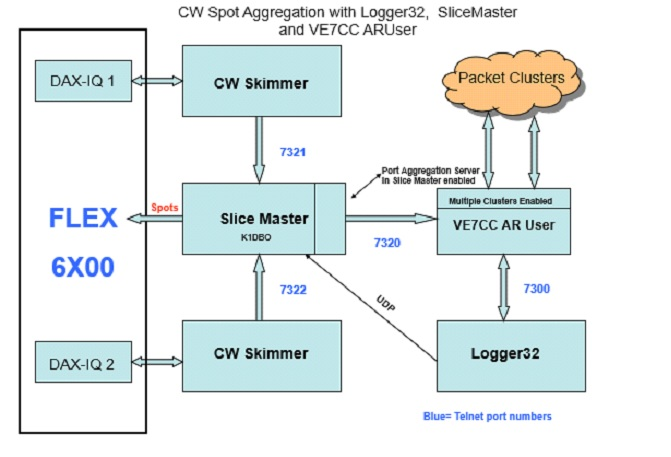 CW Spot Aggregation with Logger32, SliceMaster
and VE7CC ARUser
DAX-IQ 1
CW Skimmer
Packet Clusters
7321
Port Aggregation Server
in Slice Master enabled
FLEX
6X00
Spots
Slice Master
K1DBO
7320
Multiple Clusters Enabled
VE7CC AR User
7322
UDP
7300
DAX-IQ 2
CW Skimmer
Logger32
Blue= Telnet port numbers